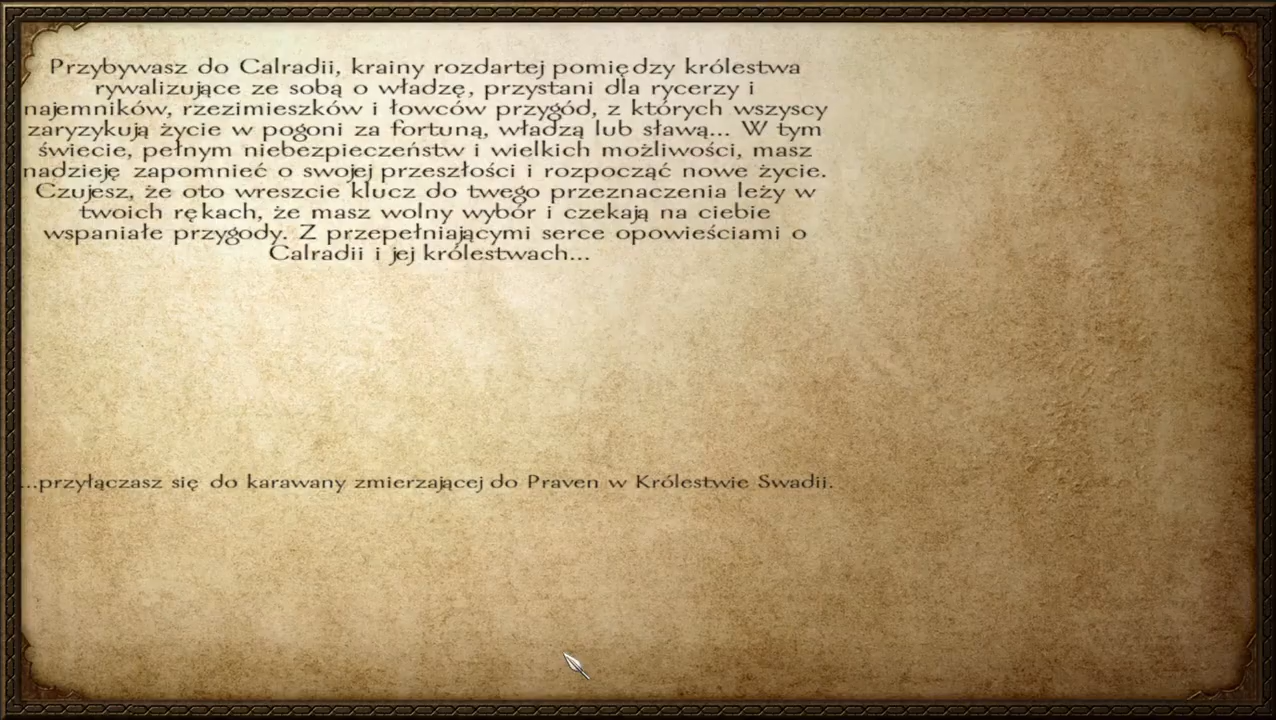 Przybywasz do Calradii, krainy rozdartej pomiędzy królestwa
rywalizujące ze sobą o władzę, przystani dla rycerzy i
najemników, rzezimieszków i łowców przygód, z których wszyscy
zaryzykują życie w pogoni za fortuną, władzą lub sławą... W tym
świecie, pełnym niebezpieczeństw i wielkich możliwości, masz
nadzieję zapomnieć o swojej przeszłości i rozpocząć nowe życie.
Czujesz, że oto wreszcie klucz do twego przeznaczenia leży w
twoich rękach, że masz wolny wybór i czekają na ciebie
wspaniałe przygody. Z przepełniającymi serce opowieściami o
Calradii i jej królestwach...
...przyłączasz się do karawany zmierzającej do Praven w Królestwie Swadii.